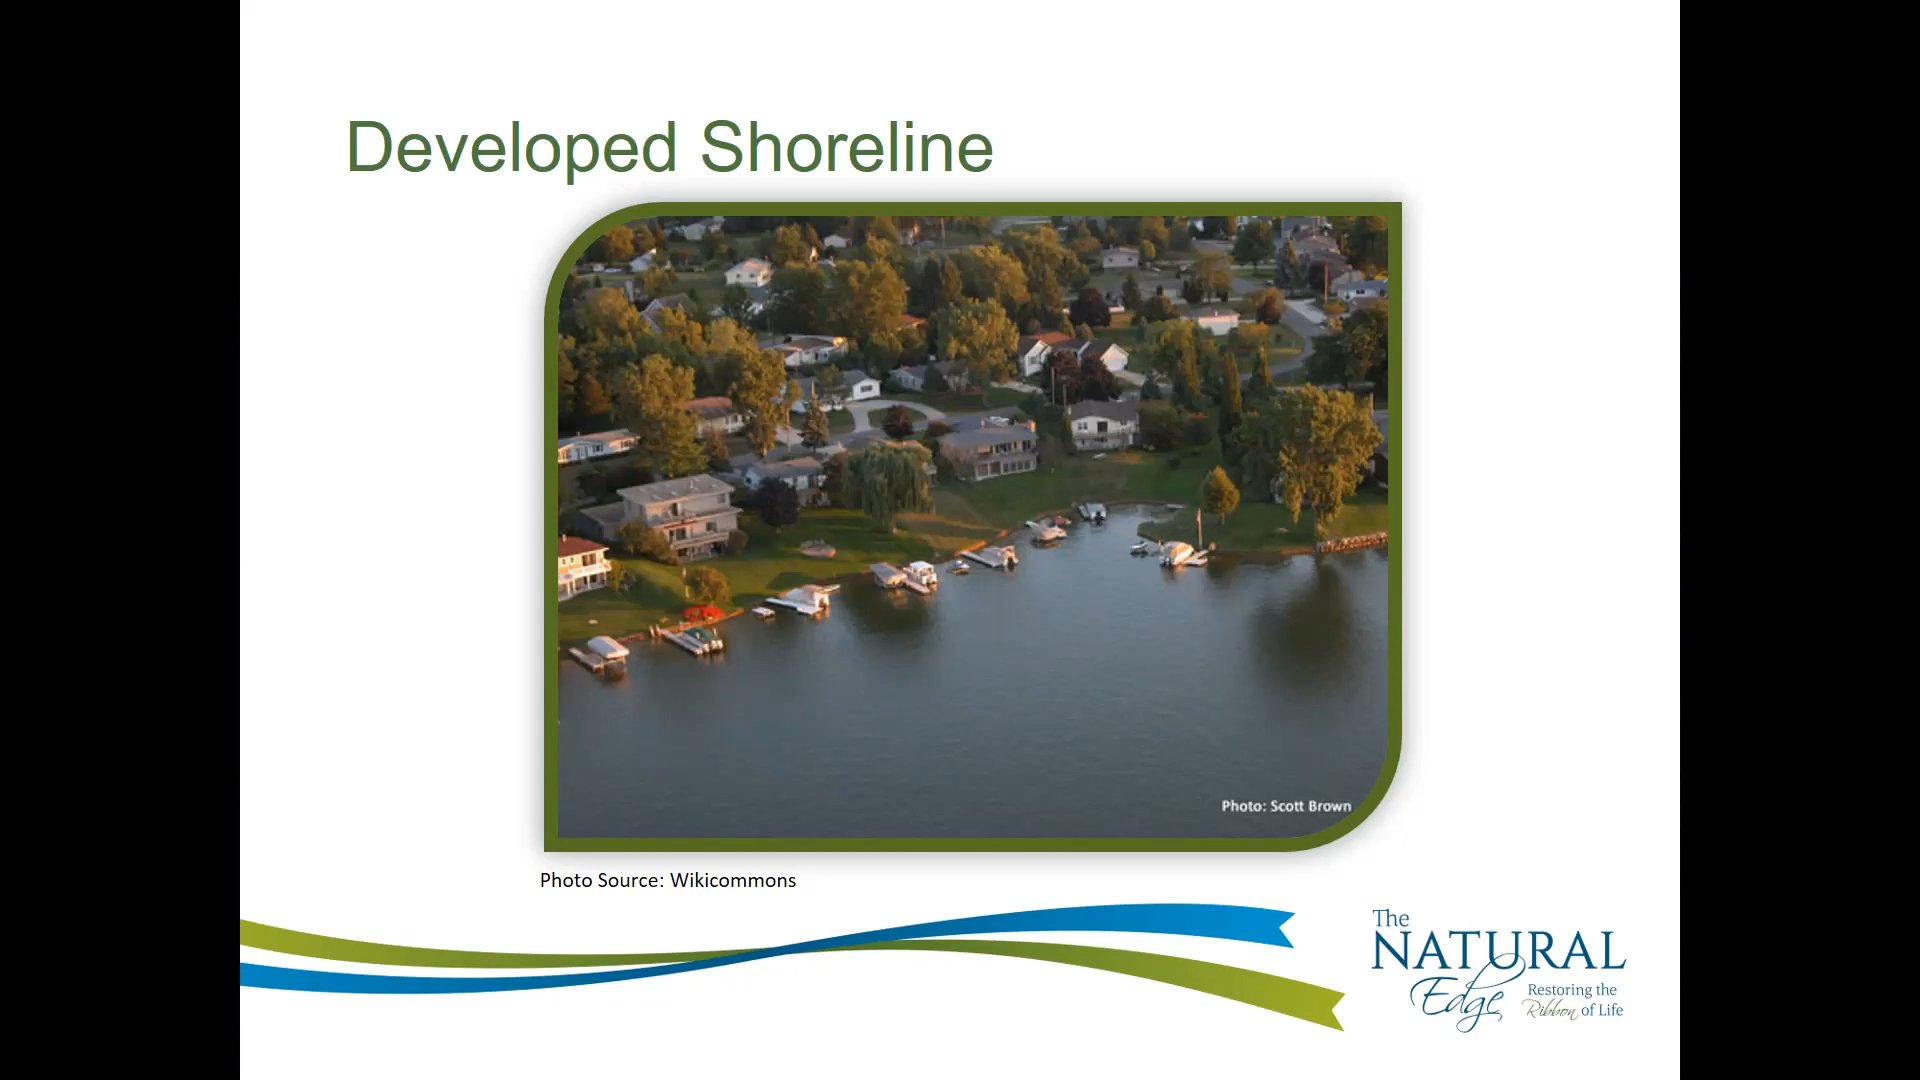 Developed Shoreline
Photo: Scott Brown
Photo Source: Wikicommons
The
NATURAL
Edge
Restoring the
Ribbon of Life